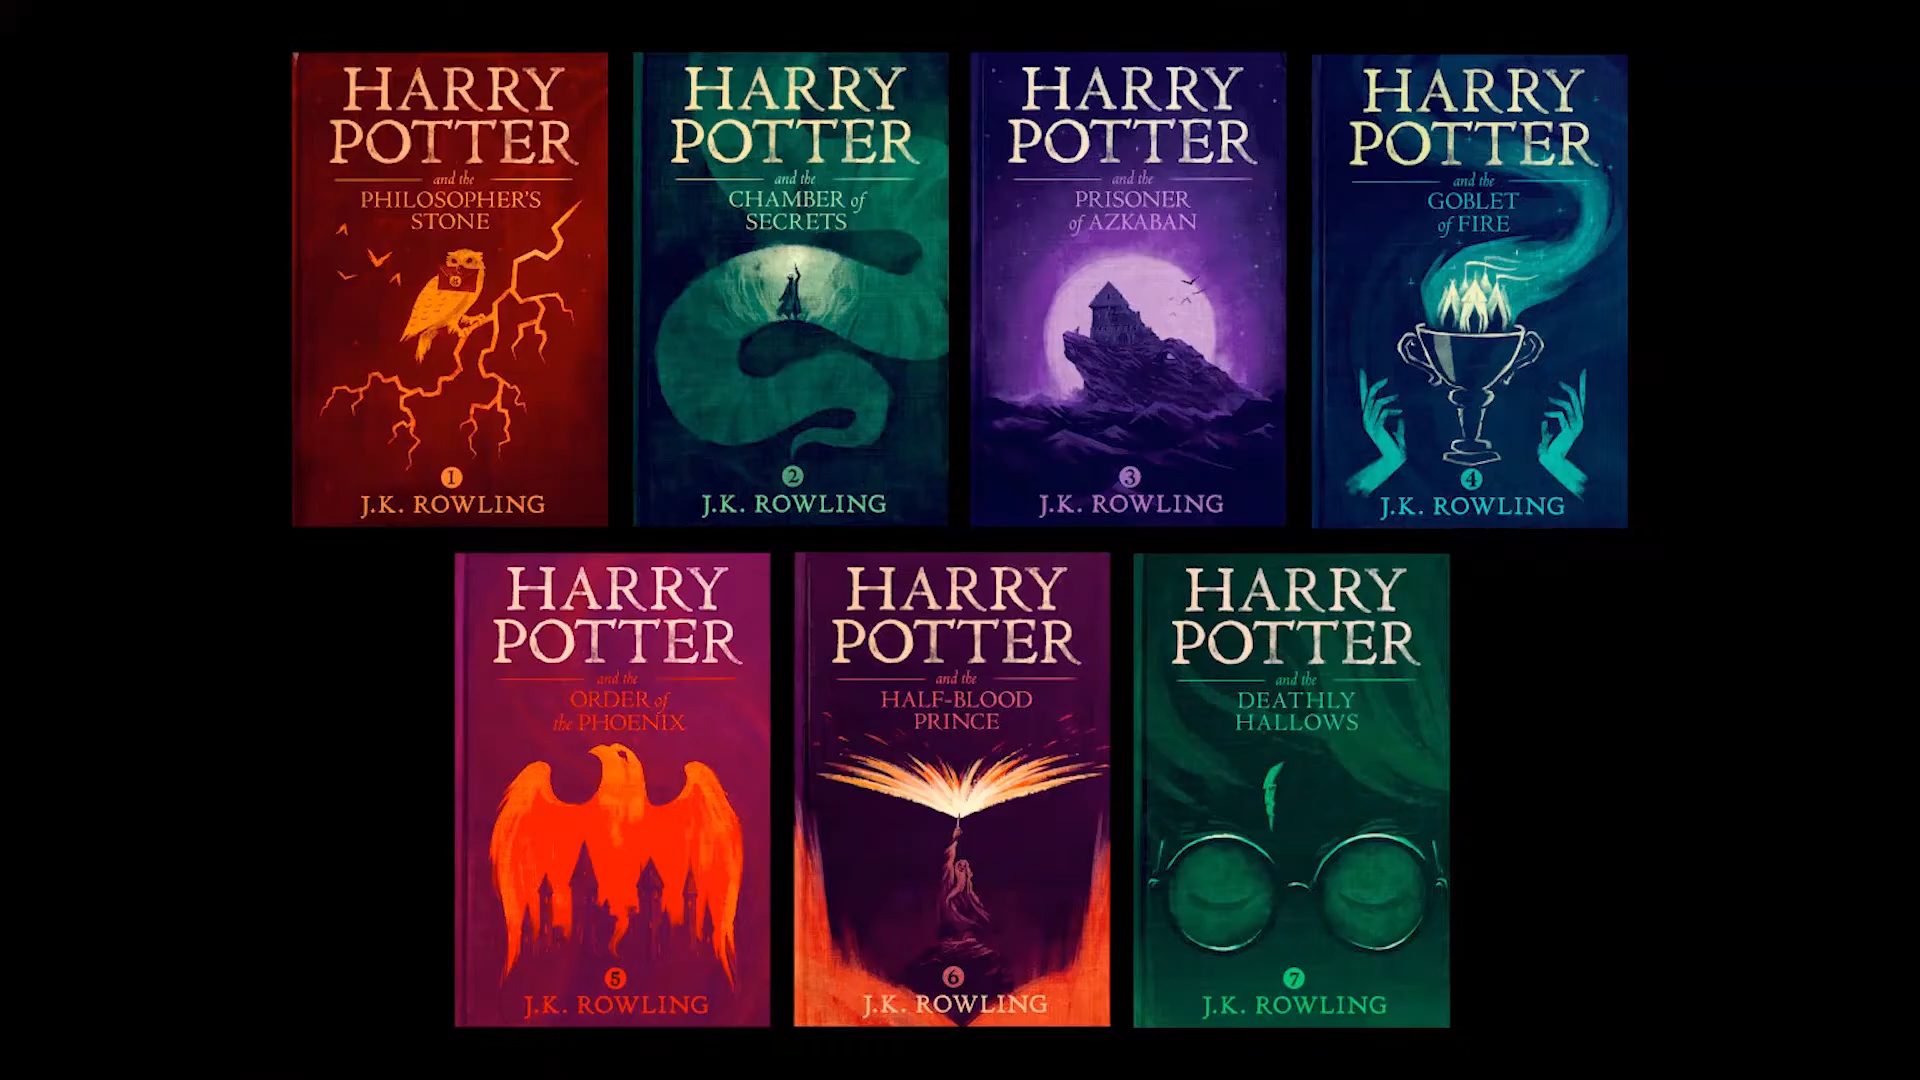 HARRY
POTTER
and the
PHILOSOPHER'S
STONE
1
J.K. ROWLING
HARRY
POTTER
and the
CHAMBER of
SECRETS
2
J.K. ROWLING
HARRY
POTTER
and the
PRISONER
of AZKABAN
3
J.K. ROWLING
HARRY
POTTER
and the
GOBLET
of FIRE
4
J.K. ROWLING
HARRY
POTTER
and the
ORDER of
the PHOENIX
5
J.K. ROWLING
HARRY
POTTER
and the
HALF-BLOOD
PRINCE
6
J.K. ROWLING
HARRY
POTTER
and the
DEATHLY
HALLOWS
7
J.K. ROWLING